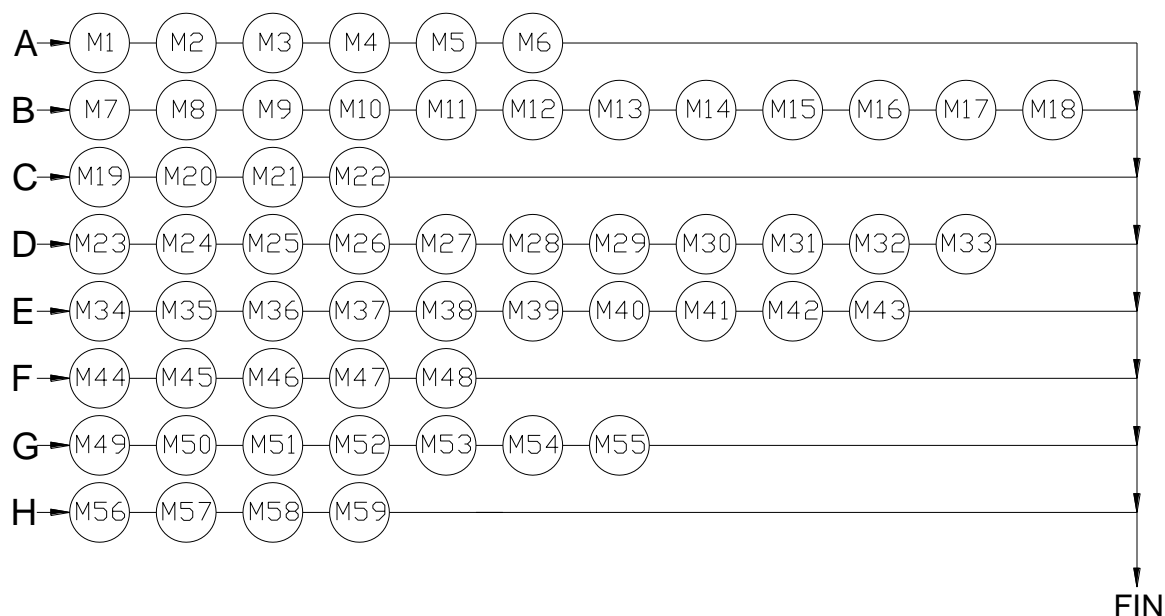 A M1 M2 M3 M4 M5 M6
B M7 M8 M9 M10 M11 M12 M13 M14 M15 M16 M17 M18
C M19 M20 M21 M22
D M23 M24 M25 M26 M27 M28 M29 M30 M31 M32 M33
E M34 M35 M36 M37 M38 M39 M40 M41 M42 M43
F M44 M45 M46 M47 M48
G M49 M50 M51 M52 M53 M54 M55
H M56 M57 M58 M59
FIN